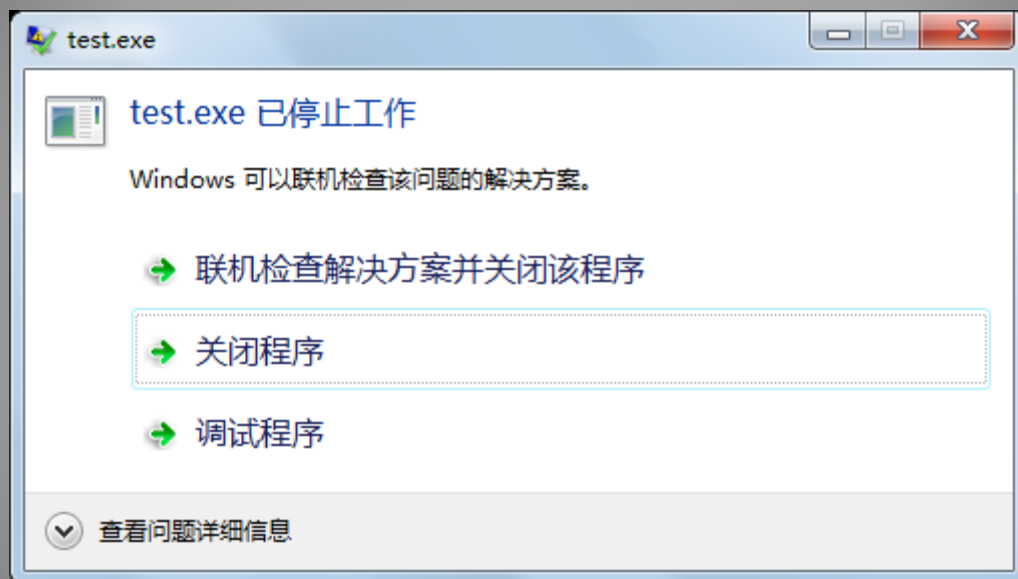 test.exe
test.exe 已停止工作
Windows 可以联机检查该问题的解决方案。
联机检查解决方案并关闭该程序
关闭程序
调试程序
查看问题详细信息